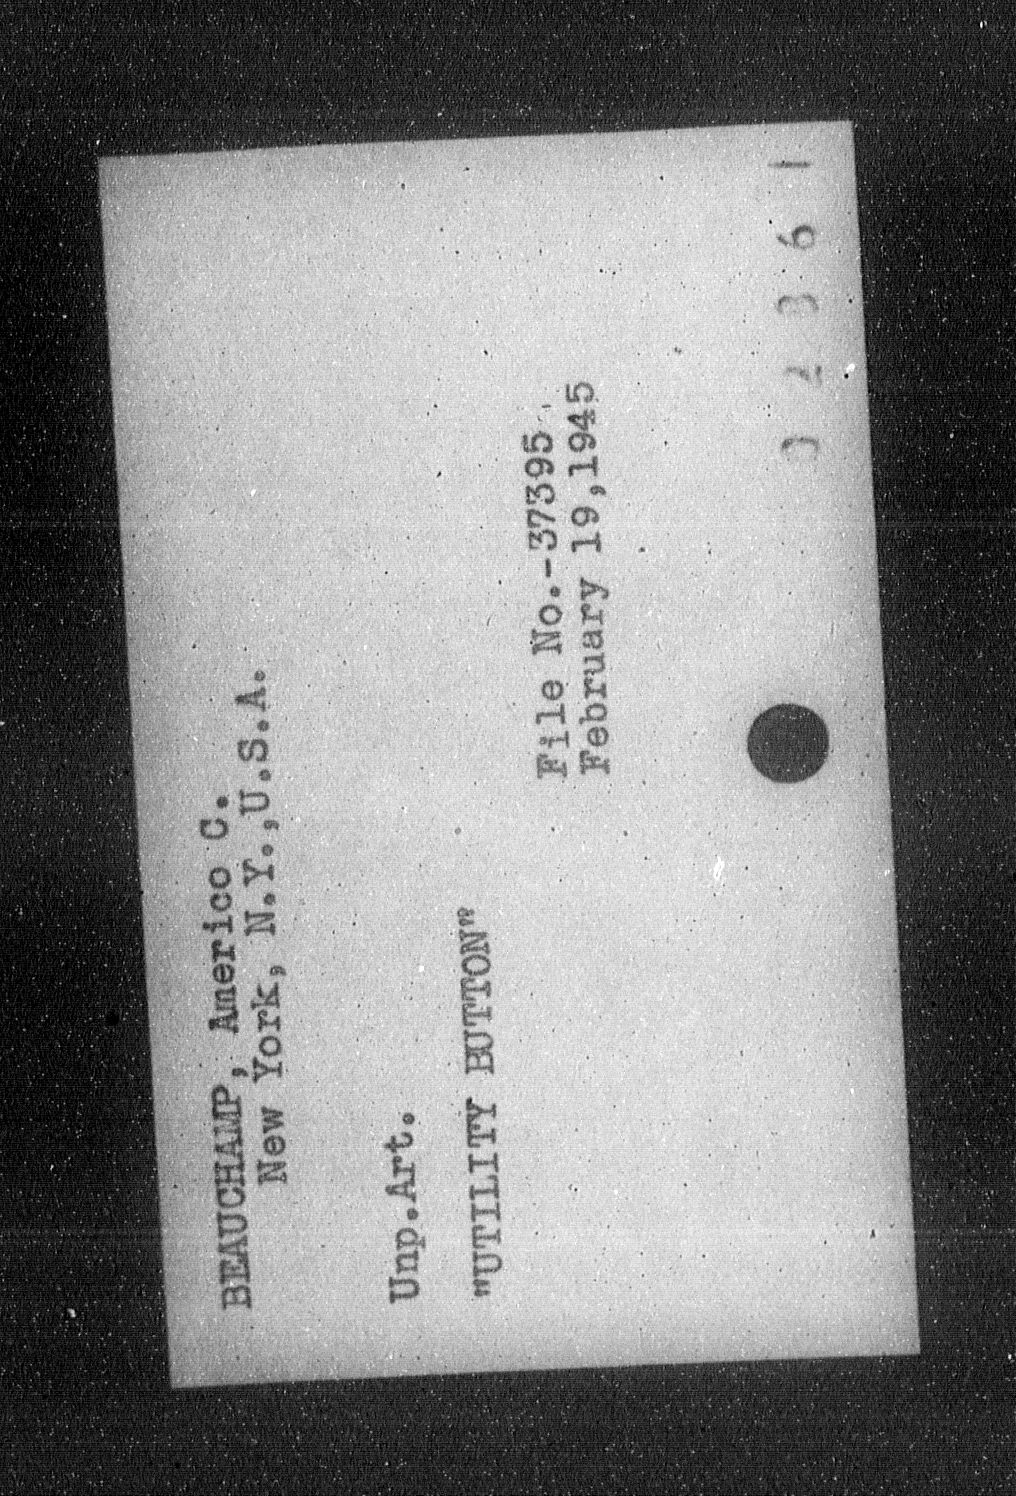 BEAUCHAMP, Americo C.
New York, N.Y.,U.S.A.
Unp.Art.
"UTILITY BUTTON"
File No.-37395
February 19,1945